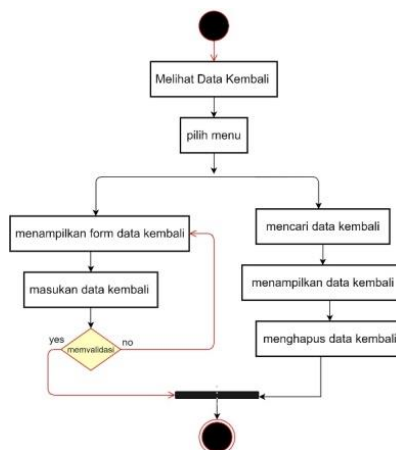 Melihat Data Kembali
pilih menu
menampilkan form data kembali
mencari data kembali
masukan data kembali
menampilkan data kembali
yes
memvalidasi
no
menghapus data kembali